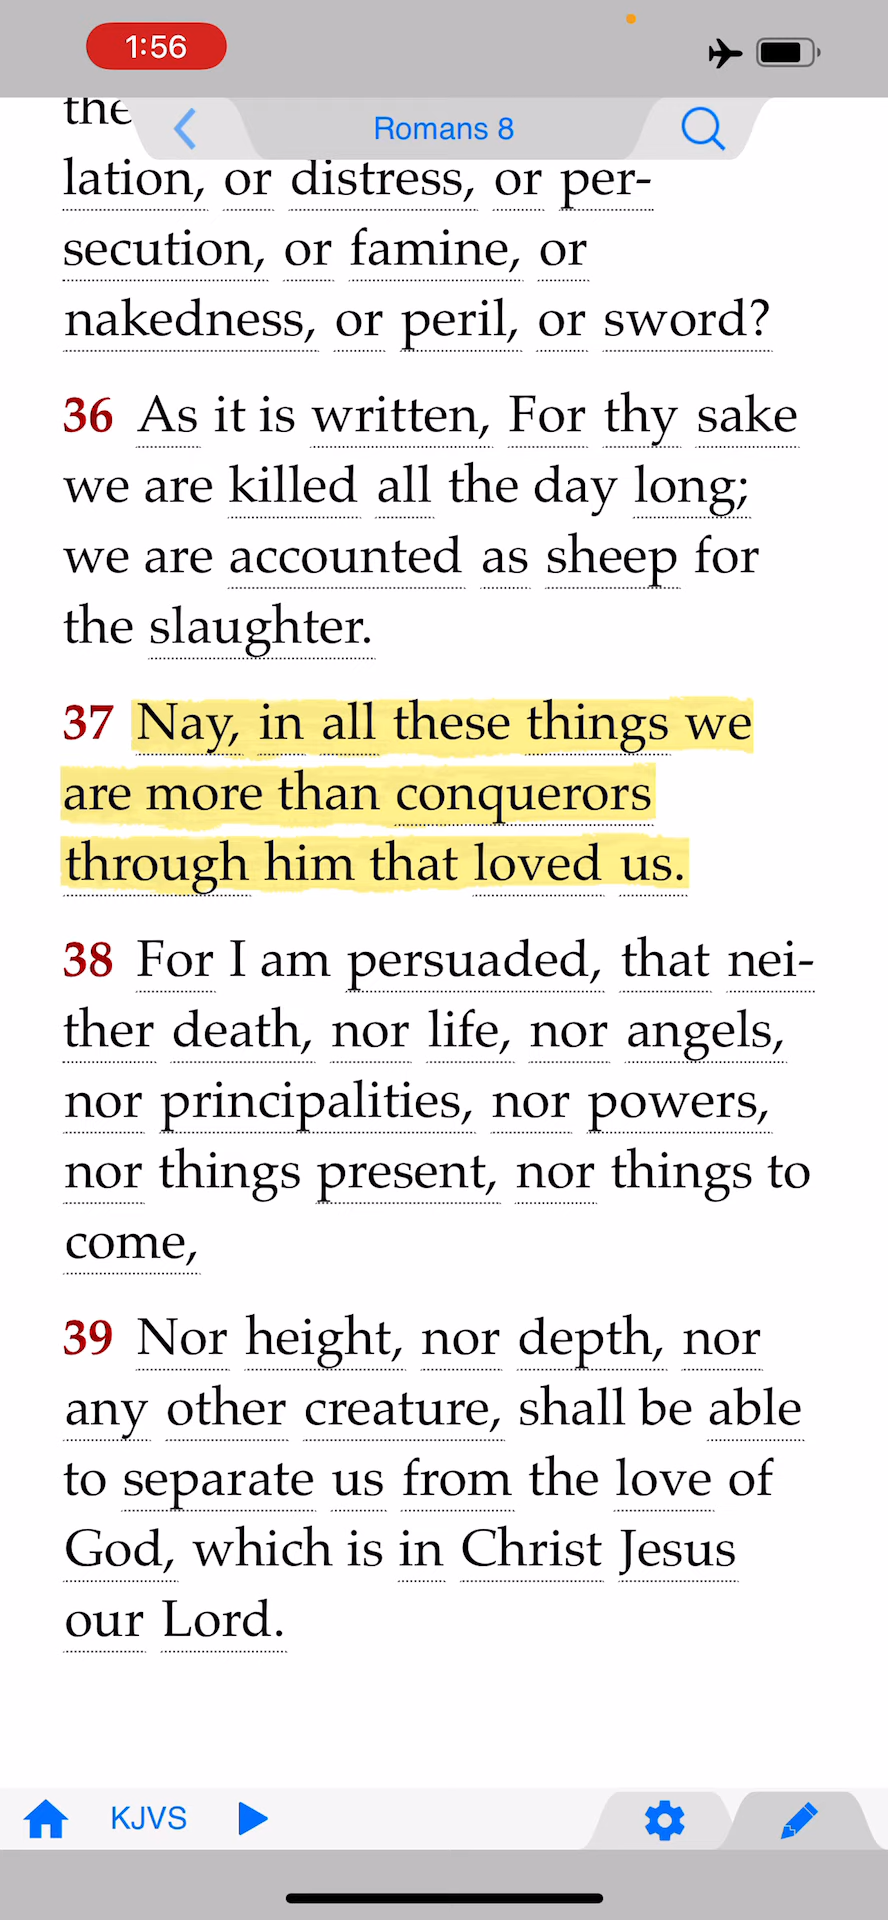 1:56
the
Romans 8
lation, or distress, or per-
secution, or famine, or
nakedness, or peril, or sword?
36 As it is written, For thy sake
we are killed all the day long;
we are accounted as sheep for
the slaughter.
37 Nay, in all these things we
are more than conquerors
through him that loved us.
38 For I am persuaded, that nei-
ther death, nor life, nor angels,
nor principalities, nor powers,
nor things present, nor things to
come,
39 Nor height, nor depth, nor
any other creature, shall be able
to separate us from the love of
God, which is in Christ Jesus
our Lord.
KJVS